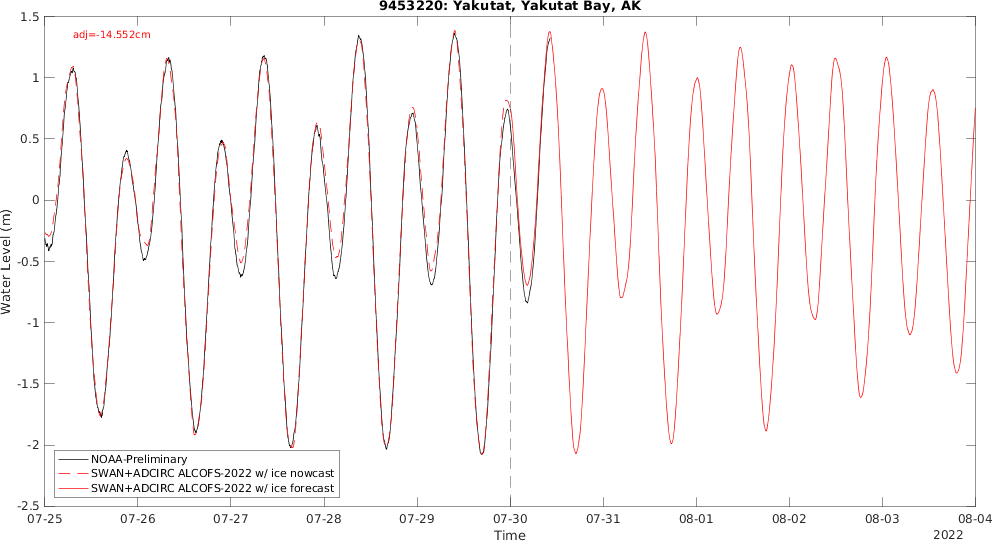 9453220: Yakutat, Yakutat Bay, AK
adj=-14.552cm
1.5
1
0.5
0
-0.5
-1
-1.5
-2
-2.5
Water Level (m)
NOAA-Preliminary
SWAN+ADCIRC ALCOFS-2022 w/ ice nowcast
SWAN+ADCIRC ALCOFS-2022 w/ ice forecast
07-25 07-26 07-27 07-28 07-29 07-30 07-31 08-01 08-02 08-03 08-04
Time
2022